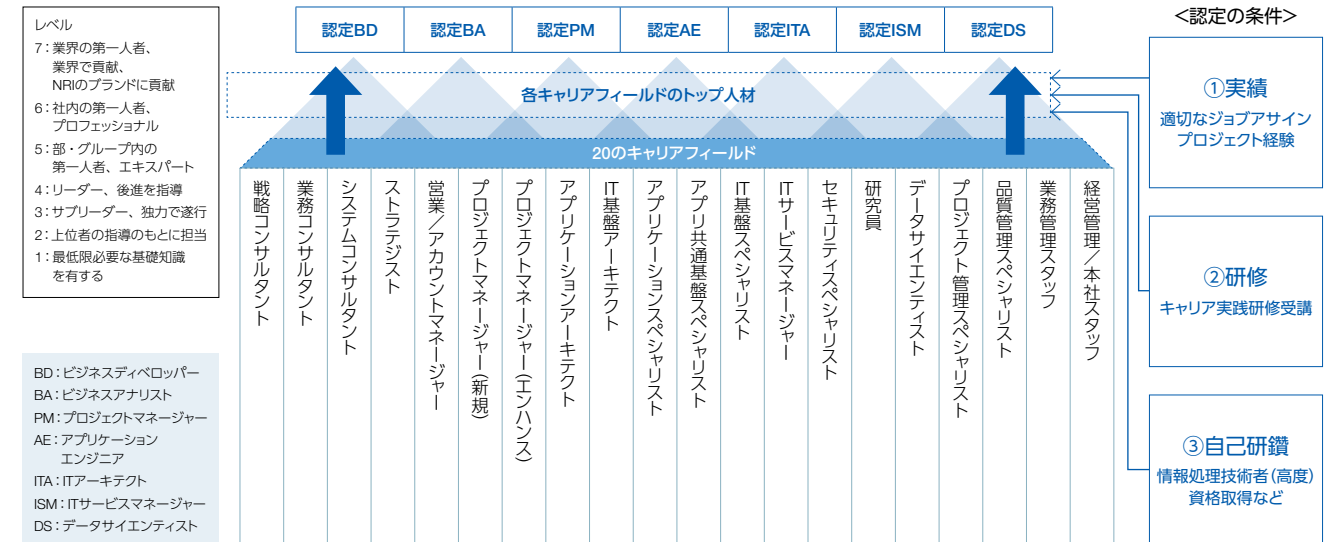 レベル
7：業界の第一人者、
業界で貢献、
NRIのブランドに貢献
6：社内の第一人者、
プロフェッショナル
5：部・グループ内の
第一人者、エキスパート
4：リーダー、後進を指導
3：サブリーダー、独力で遂行
2：上位者の指導のもとに担当
1：最低限必要な基礎知識
を有する
BD：ビジネスディベロッパー
BA：ビジネスアナリスト
PM：プロジェクトマネージャー
AE：アプリケーション
エンジニア
ITA：ITアーキテクト
ISM：ITサービスマネージャー
DS：データサイエンティスト
認定BD
認定BA
認定PM
認定AE
認定ITA
認定ISM
認定DS
各キャリアフィールドのトップ人材
20のキャリアフィールド
戦略コンサルタント
業務コンサルタント
システムコンサルタント
ストラテジスト
営業／アカウントマネージャー
プロジェクトマネージャー（新規）
プロジェクトマネージャー（エンハンス）
アプリケーションアーキテクト
IT基盤アーキテクト
アプリケーションスペシャリスト
アプリ共通基盤スペシャリスト
IT基盤スペシャリスト
ITサービスマネージャー
セキュリティスペシャリスト
研究員
データサイエンティスト
プロジェクト管理スペシャリスト
品質管理スペシャリスト
業務管理スタッフ
経営管理／本社スタッフ
<認定の条件>
①実績
適切なジョブアサイン
プロジェクト経験
②研修
キャリア実践研修受講
③自己研鑽
情報処理技術者（高度）
資格取得など